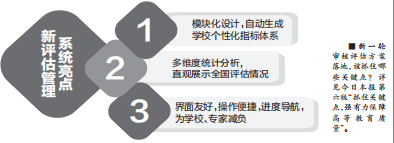 新评估管理
系统亮点
1
模块化设计,自动生成
学校个性化指标体系
2
多维度统计分析,
直观展示全国评估情况
3
界面友好,操作便捷,进度导航,
为学校、专家减负
■新一轮
审核评估方案
落地,该抓住哪
些关键点?详
见今日本报第
六版“抓住关键
点,强有力保障
高等教育质
量”。